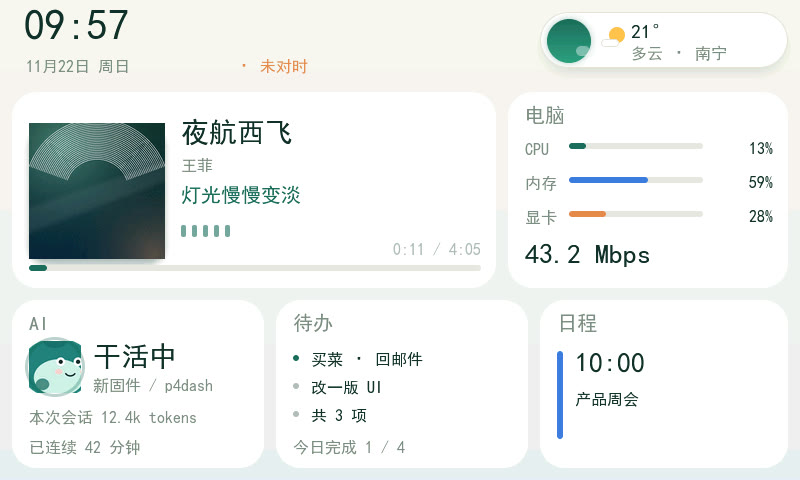 09:57
11月22日 周日
· 未对时
21°
多云 · 南宁
夜航西飞
王菲
灯光慢慢变淡
0:11 / 4:05
电脑
CPU 13%
内存 59%
显卡 28%
43.2 Mbps
AI
干活中
新固件 / p4dash
本次会话 12.4k tokens
已连续 42 分钟
待办
买菜 · 回邮件
改一版 UI
共 3 项
今日完成 1 / 4
日程
10:00
产品周会